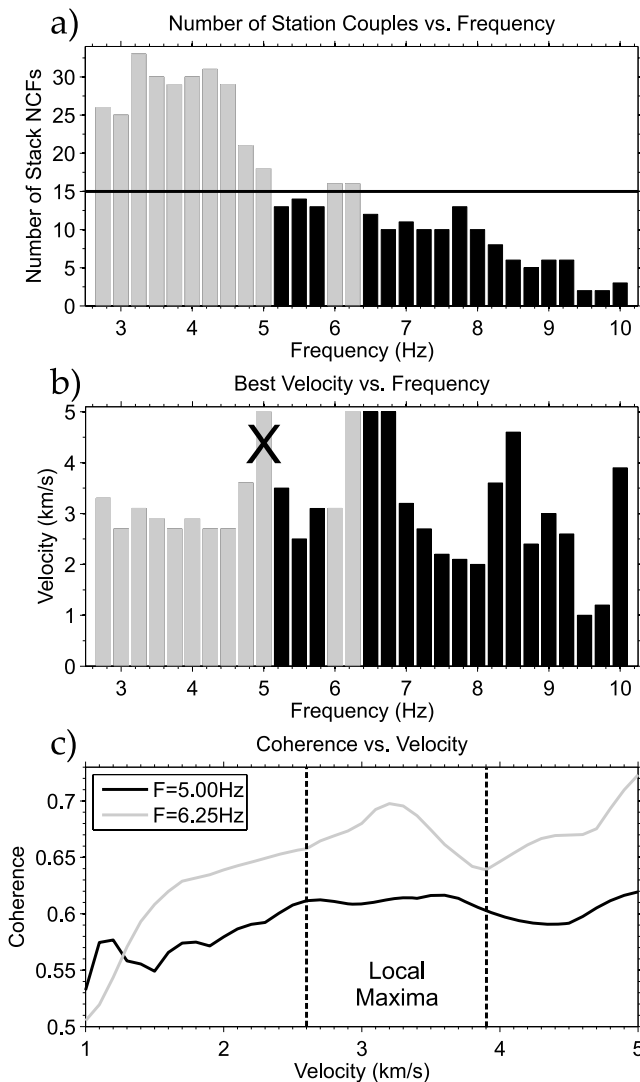 a)
Number of Station Couples vs. Frequency
Number of Stack NCFs
30
25
20
15
10
5
0
3 4 5 6 7 8 9 10
Frequency (Hz)
b)
Best Velocity vs. Frequency
Velocity (km/s)
5
4
3
2
1
0
X
3 4 5 6 7 8 9 10
Frequency (Hz)
c)
Coherence vs. Velocity
Coherence
0.7
0.65
0.6
0.55
0.5
F=5.00Hz
F=6.25Hz
Local
Maxima
1 2 3 4 5
Velocity (km/s)